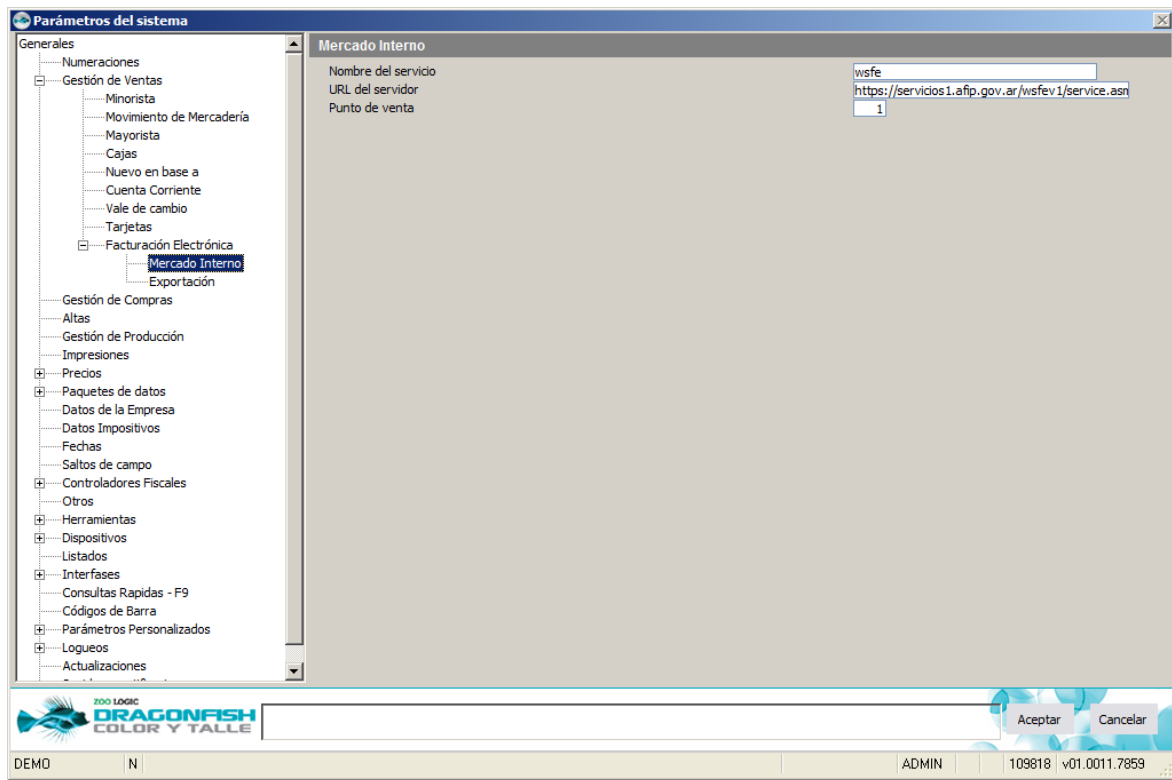 Parámetros del sistema
Generales
Numeraciones
Gestión de Ventas
Minorista
Movimiento de Mercadería
Mayorista
Cajas
Nuevo en base a
Cuenta Corriente
Vale de cambio
Tarjetas
Facturación Electrónica
Mercado Interno
Exportación
Gestión de Compras
Altas
Gestión de Producción
Impresiones
Precios
Paquetes de datos
Datos de la Empresa
Datos Impositivos
Fechas
Saltos de campo
Controladores Fiscales
Otros
Herramientas
Dispositivos
Listados
Interfases
Consultas Rapidas - F9
Códigos de Barra
Parámetros Personalizados
Logueos
Actualizaciones
Mercado Interno
Nombre del servicio wsfe
URL del servidor https://servicios1.afip.gov.ar/wsfev1/service.asm
Punto de venta 1
ZOO LOGIC
DRAGONFISH
COLOR Y TALLE
Aceptar Cancelar
DEMO N ADMIN 109818 v01.0011.7859